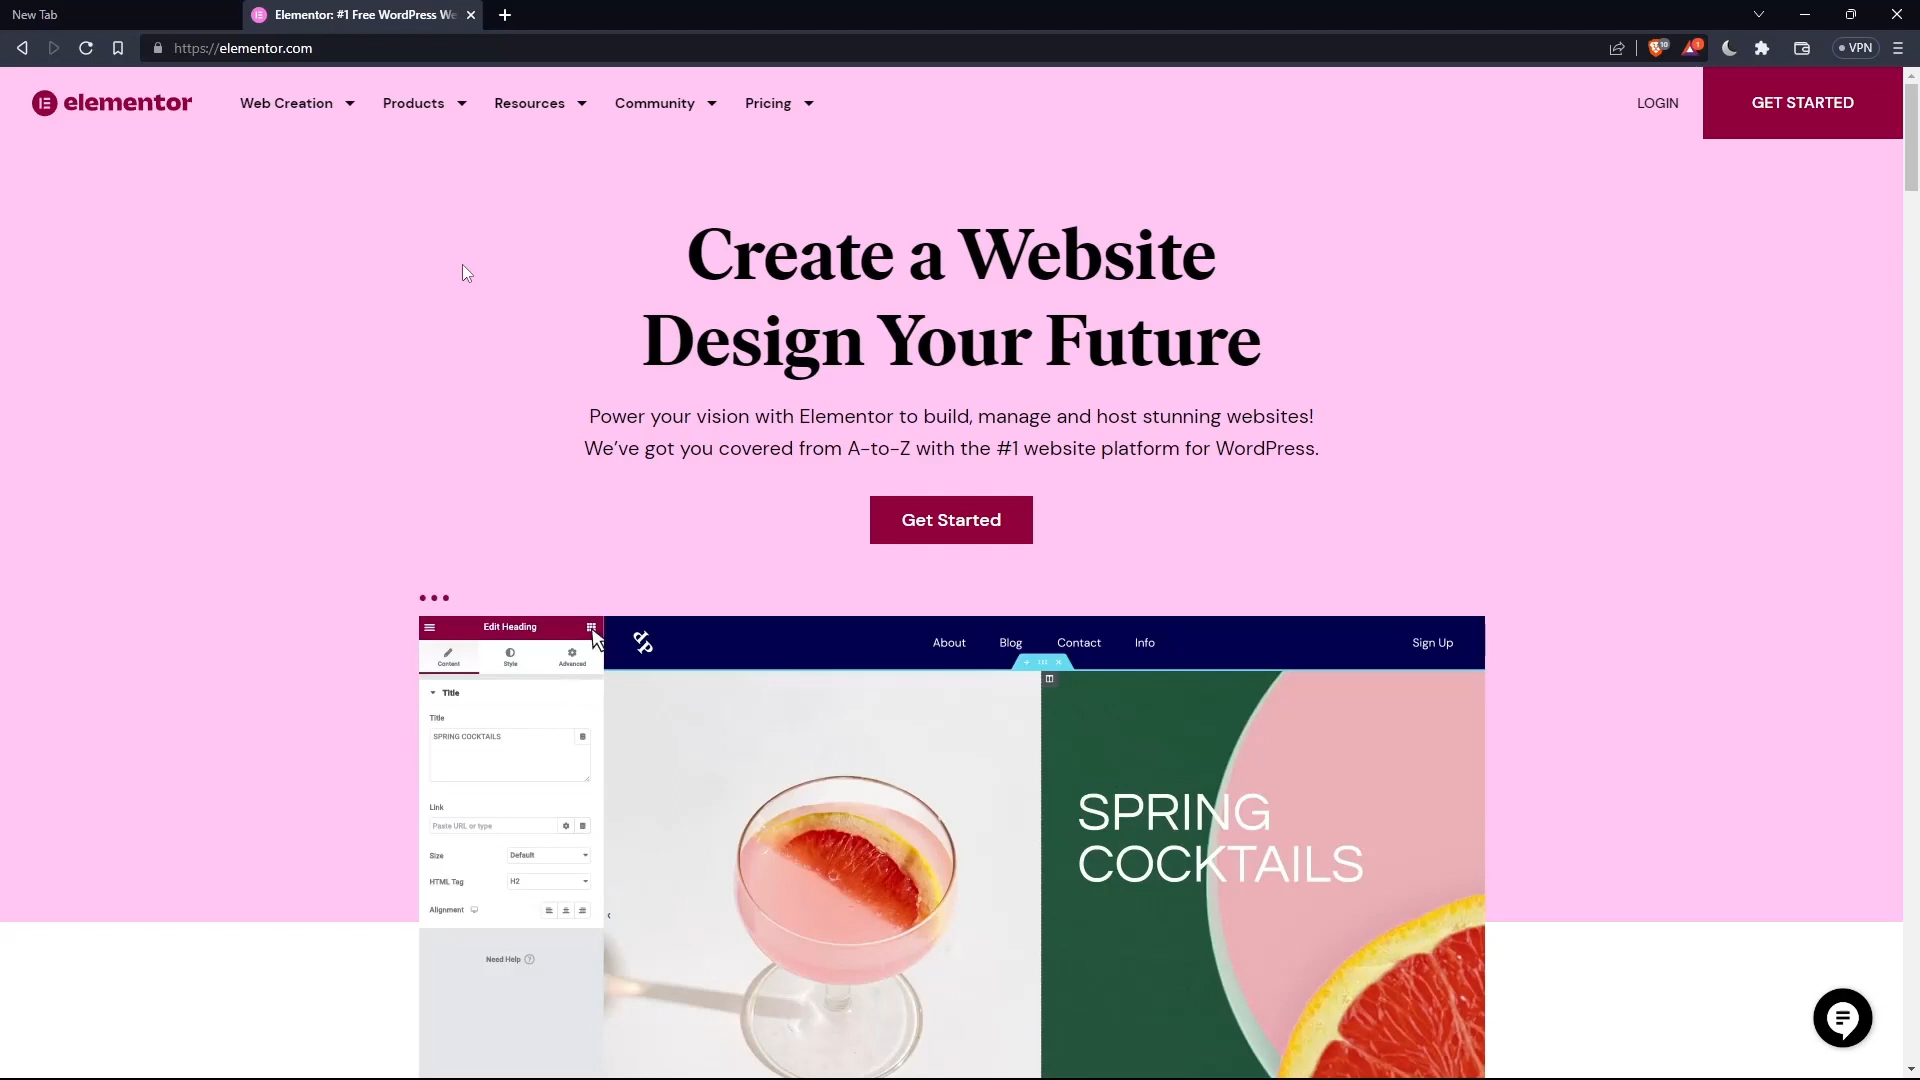 New Tab
Elementor: #1 Free WordPress We
https://elementor.com
10
1
VPN
elementor
Web Creation
Products
Resources
Community
Pricing
LOGIN
GET STARTED
Create a Website
Design Your Future
Power your vision with Elementor to build, manage and host stunning websites!
We've got you covered from A-to-Z with the #1 website platform for WordPress.
Get Started
Edit Heading
Content
Style
Advanced
Title
Title
SPRING COCKTAILS
Link
Paste URL or type
Size
Default
HTML Tag
H2
Alignment
Need Help
?
About
Blog
Contact
Info
Sign Up
SPRING
COCKTAILS